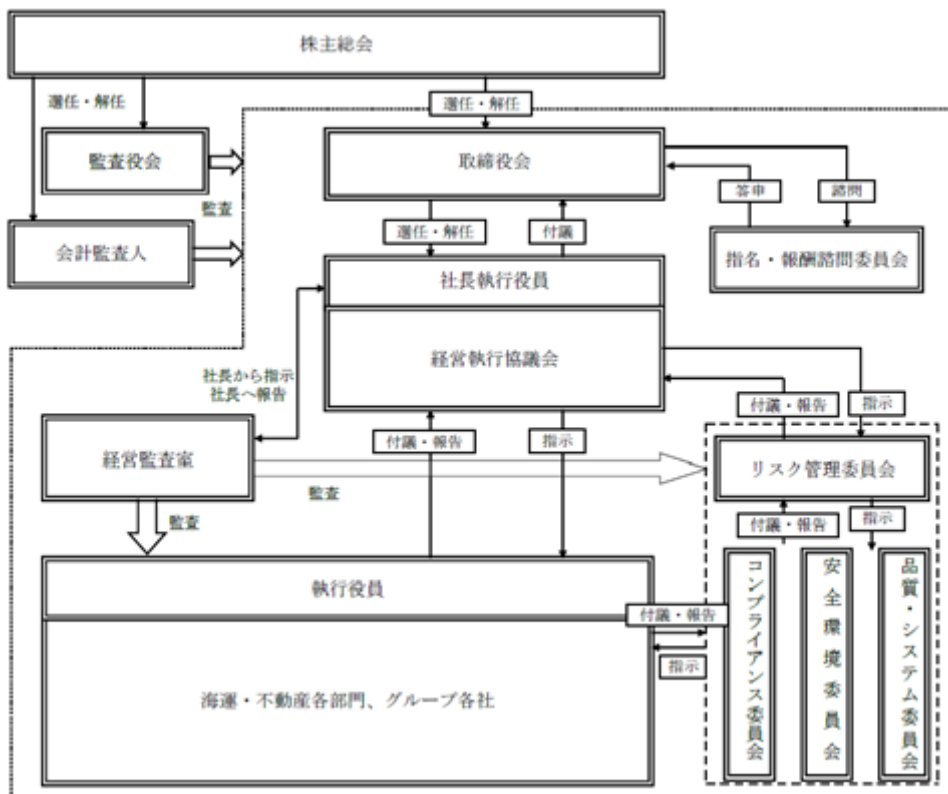 株主総会
選任・解任
選任・解任
監査役会
取締役会
監査
答申
諮問
会計監査人
選任・解任
付議
指名・報酬諮問委員会
社長執行役員
経営執行協議会
社長から指示
社長へ報告
付議・報告
指示
付議・報告
指示
経営監査室
リスク管理委員会
監査
監査
付議・報告
指示
執行役員
コンプライアンス委員会
安全環境委員会
品質・システム委員会
付議・報告
指示
海運・不動産各部門、グループ各社